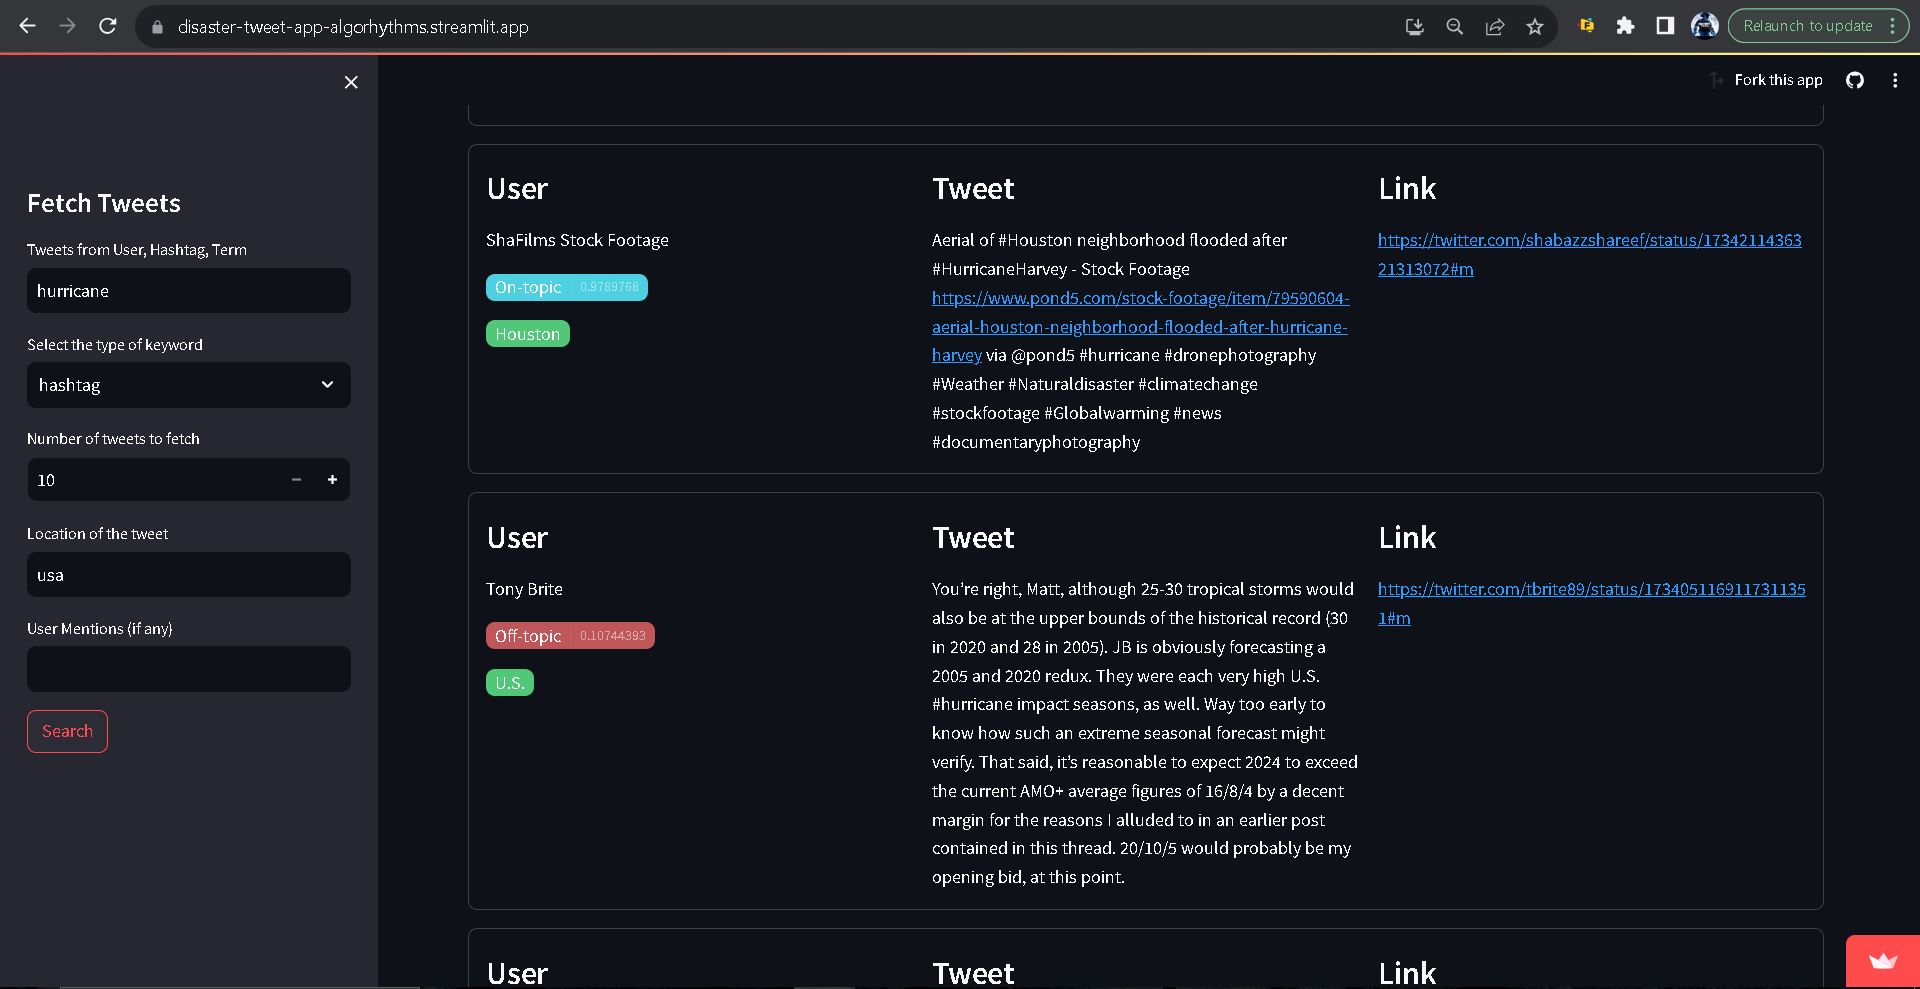 disaster-tweet-app-algorhythms.streamlit.app
Relaunch to update
Fork this app
Fetch Tweets
Tweets from User, Hashtag, Term
hurricane
Select the type of keyword
hashtag
Number of tweets to fetch
10
Location of the tweet
usa
User Mentions (if any)
Search
User
ShaFilms Stock Footage
On-topic 0.9789768
Houston
Tweet
Aerial of #Houston neighborhood flooded after
#HurricaneHarvey - Stock Footage
https://www.pond5.com/stock-footage/item/79590604-
aerial-houston-neighborhood-flooded-after-hurricane-
harvey via @pond5 #hurricane #dronephotography
#Weather #Naturaldisaster #climatechange
#stockfootage #Globalwarming #news
#documentaryphotography
Link
https://twitter.com/shabazzshareef/status/17342114363
21313072#m
User
Tony Brite
Off-topic 0.10744393
U.S.
Tweet
You’re right, Matt, although 25-30 tropical storms would
also be at the upper bounds of the historical record (30
in 2020 and 28 in 2005). JB is obviously forecasting a
2005 and 2020 redux. They were each very high U.S.
#hurricane impact seasons, as well. Way too early to
know how such an extreme seasonal forecast might
verify. That said, it’s reasonable to expect 2024 to exceed
the current AMO+ average figures of 16/8/4 by a decent
margin for the reasons I alluded to in an earlier post
contained in this thread. 20/10/5 would probably be my
opening bid, at this point.
Link
https://twitter.com/tbrite89/status/173405116911731135
1#m
User
Tweet
Link